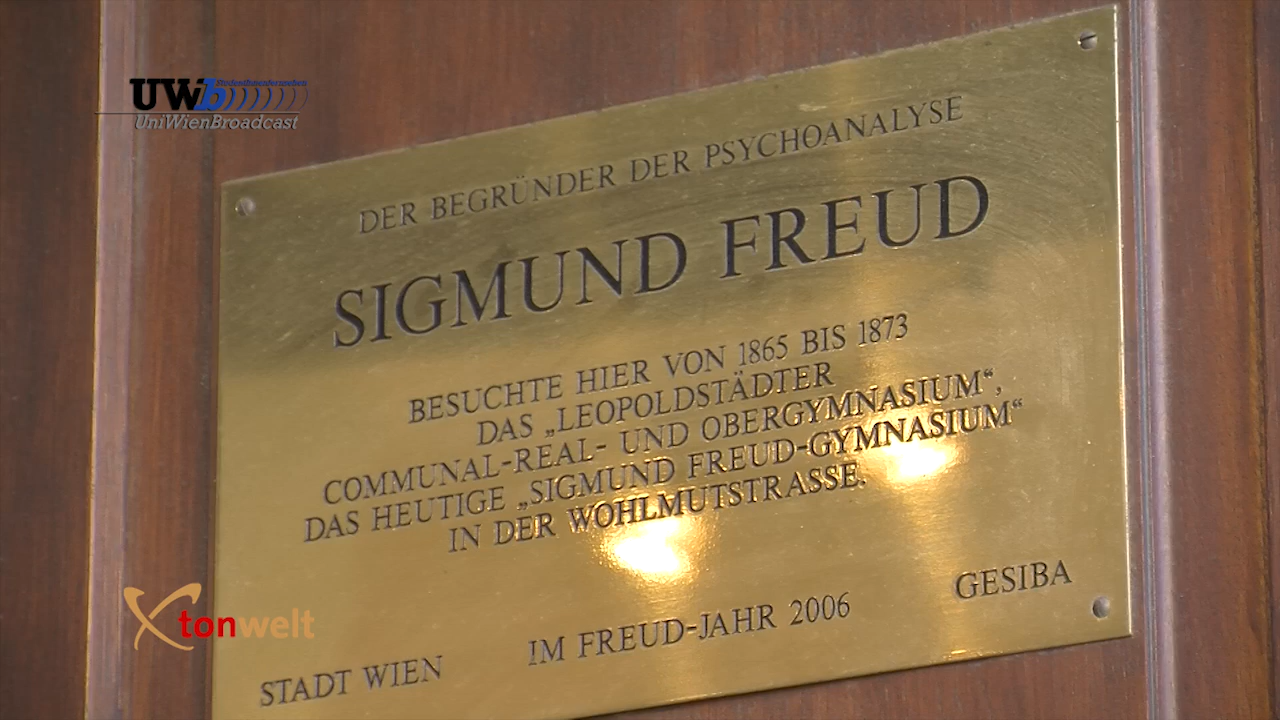 UWb
UniWienBroadcast
DER BEGRÜNDER DER PSYCHOANALYSE
SIGMUND FREUD
BESUCHTE HIER VON 1865 BIS 1873
DAS „LEOPOLDSTÄDTER
COMMUNAL-REAL- UND OBERGYMNASIUM“,
DAS HEUTIGE „SIGMUND FREUD-GYMNASIUM“
IN DER WOHLMUTSTRASSE.
STADT WIEN IM FREUD-JAHR 2006 GESIBA
tonwelt